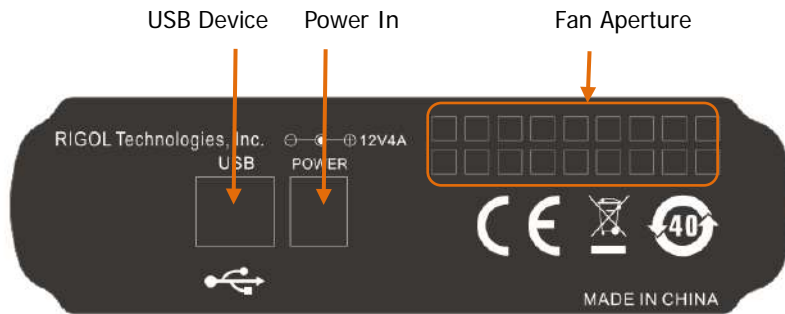 USB Device
Power In
Fan Aperture
RIGOL Technologies, Inc.
12V4A
USB
POWER
CE
40
MADE IN CHINA